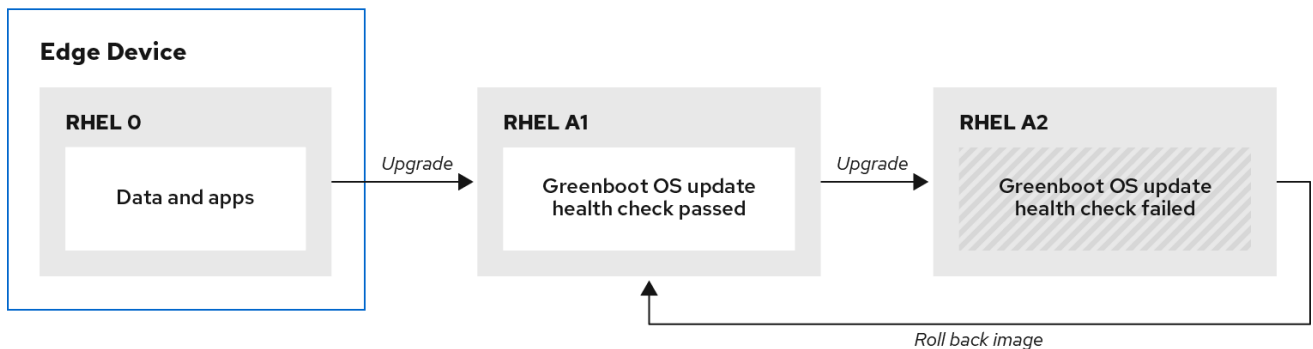 Edge Device
RHEL 0
Data and apps
Upgrade
RHEL A1
Greenboot OS update
health check passed
Upgrade
RHEL A2
Greenboot OS update
health check failed
Roll back image